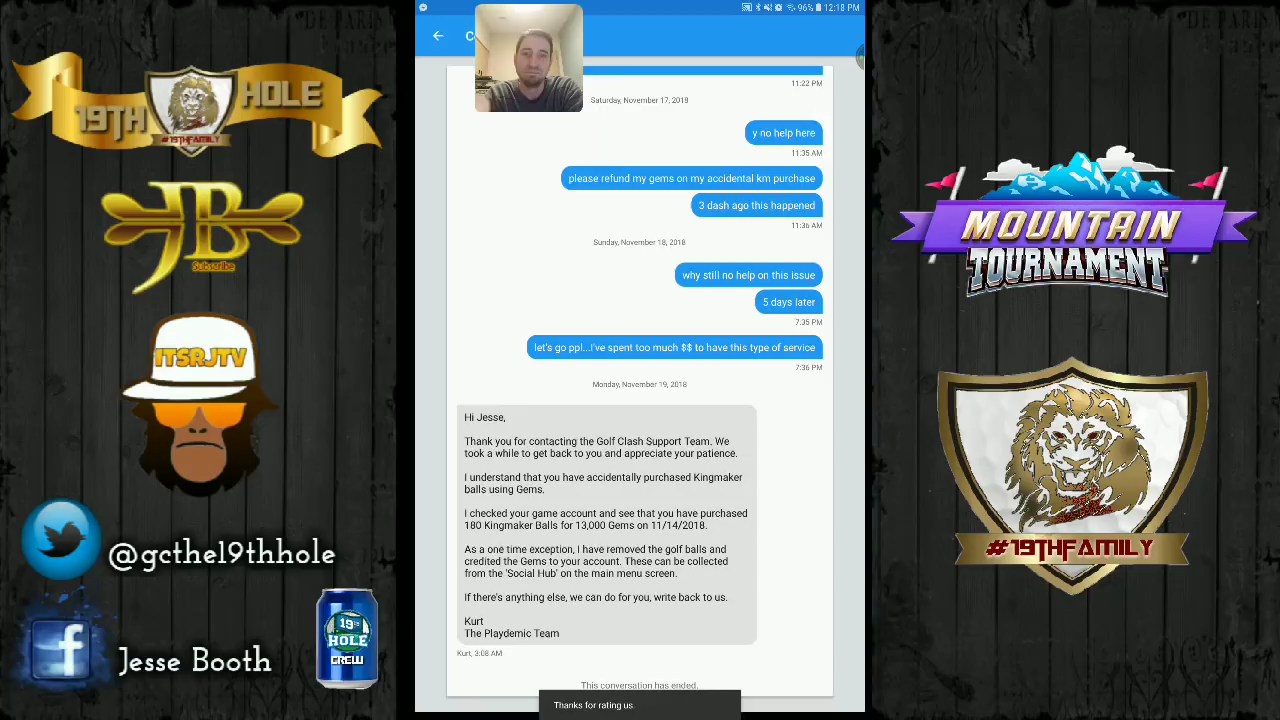 96% 12:18 PM
C
11:22 PM
Saturday, November 17, 2018
y no help here
11:35 AM
please refund my gems on my accidental km purchase
3 dash ago this happened
11:36 AM
Sunday, November 18, 2018
why still no help on this issue
5 days later
7:35 PM
let's go ppl...I've spent too much $$ to have this type of service
7:36 PM
Monday, November 19, 2018
Hi Jesse,
Thank you for contacting the Golf Clash Support Team. We
took a while to get back to you and appreciate your patience.
I understand that you have accidentally purchased Kingmaker
balls using Gems.
I checked your game account and see that you have purchased
180 Kingmaker Balls for 13,000 Gems on 11/14/2018.
As a one time exception, I have removed the golf balls and
credited the Gems to your account. These can be collected
from the 'Social Hub' on the main menu screen.
If there's anything else, we can do for you, write back to us.
Kurt
The Playdemic Team
Kurt, 3:08 AM
This conversation has ended.
Thanks for rating us.
19TH HOLE
#19THFAMILY
JB
Subscribe
ITSRJTV
@gcthe19thhole
f
Jesse Booth
19th
HOLE
CREW
MOUNTAIN
TOURNAMENT
#19THFAMILY